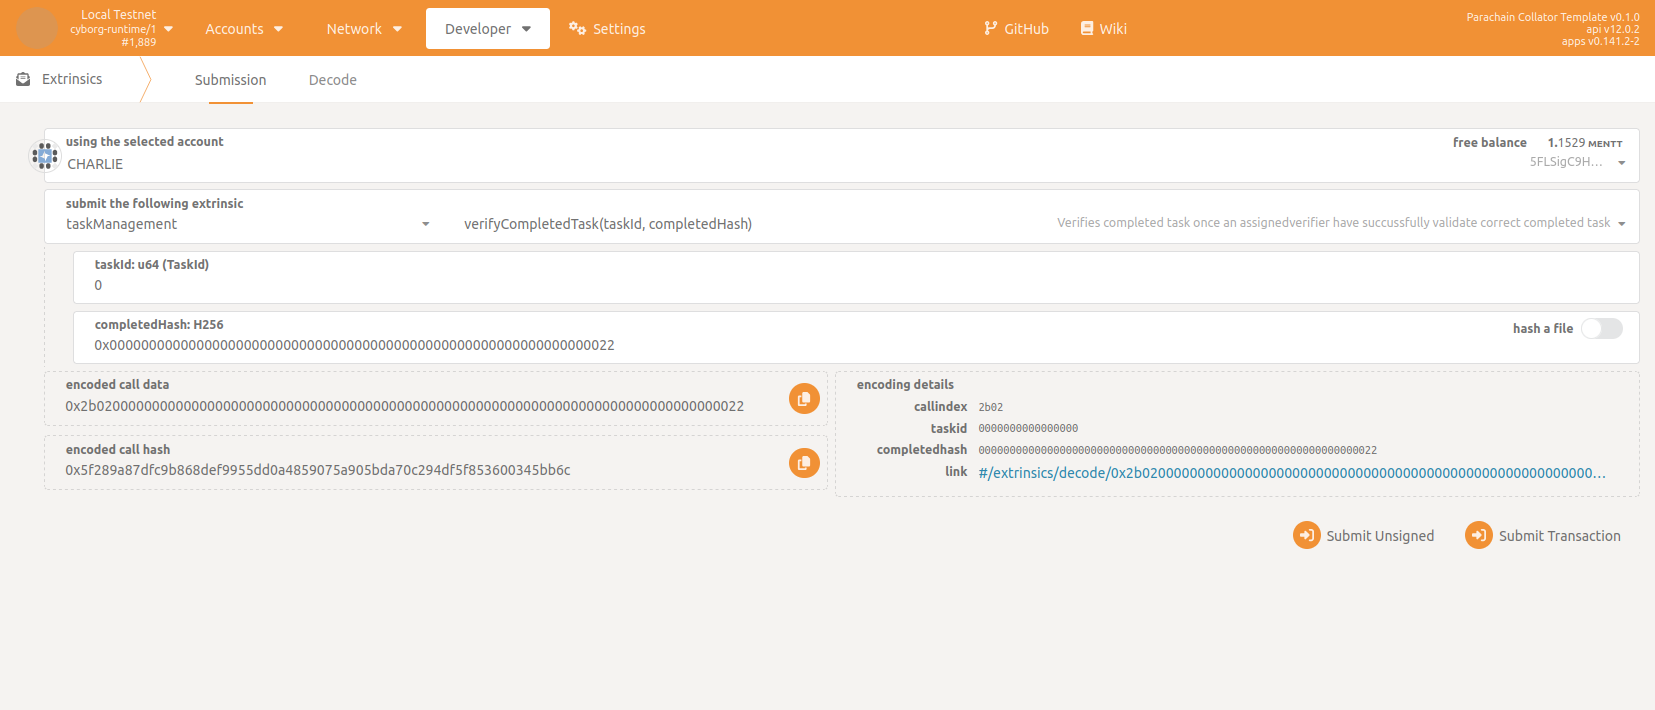 Local Testnet
cyborg-runtime/1
#1,889
Accounts
Network
Developer
Settings
GitHub
Wiki
Parachain Collator Template v0.1.0
api v12.0.2
apps v0.141.2-2
Extrinsics
Submission
Decode
using the selected account
CHARLIE
free balance 1.1529 MENTT
5FLSigC9H...
submit the following extrinsic
taskManagement
verifyCompletedTask(taskId, completedHash)
Verifies completed task once an assignedverifier have sucussfully validate correct completed task
taskId: u64 (TaskId)
0
completedHash: H256
0x0000000000000000000000000000000000000000000000000000000000000022
hash a file
encoded call data
0x2b0200000000000000000000000000000000000000000000000000000000000000000000000000000022
encoded call hash
0x5f289a87dfc9b868def9955dd0a4859075a905bda70c294df5f853600345bb6c
encoding details
callindex 2b02
taskid 0000000000000000
completedhash 0000000000000000000000000000000000000000000000000000000000000022
link #/extrinsics/decode/0x2b02000000000000000000000000000000000000000000000000000000...
Submit Unsigned
Submit Transaction